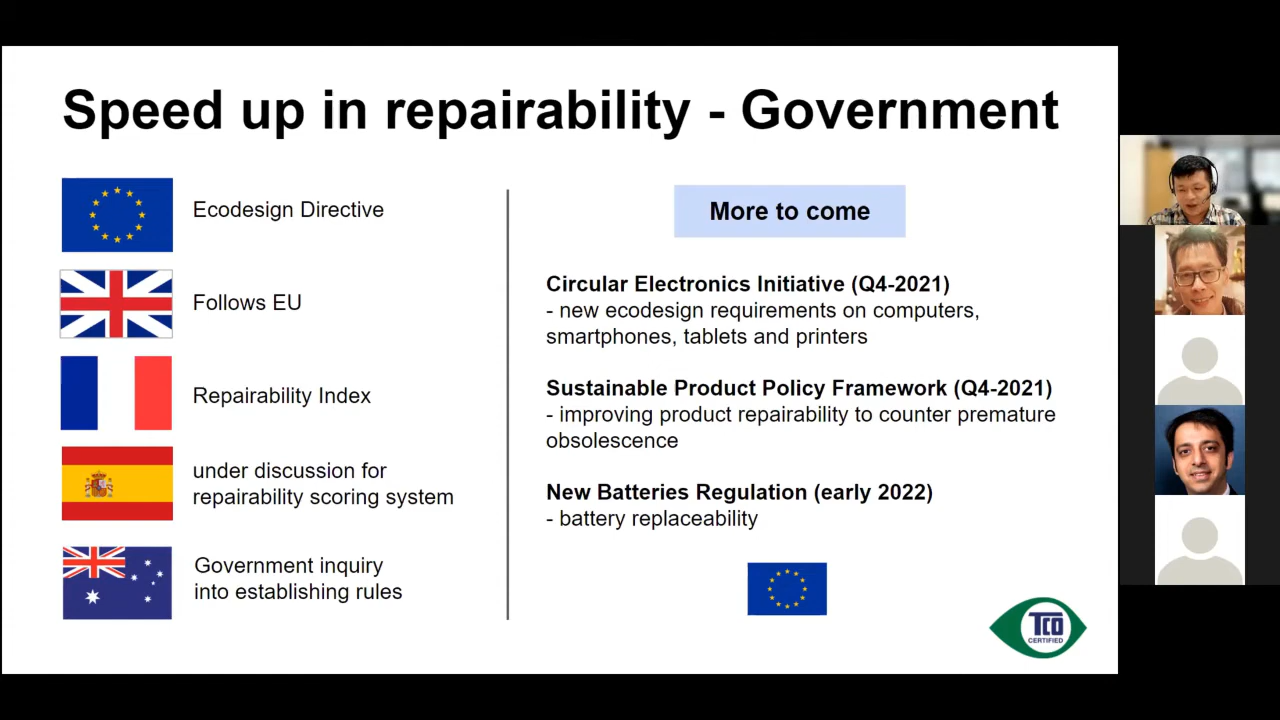 Speed up in repairability - Government
Ecodesign Directive
Follows EU
Repairability Index
under discussion for
repairability scoring system
Government inquiry
into establishing rules
More to come
Circular Electronics Initiative (Q4-2021)
- new ecodesign requirements on computers,
smartphones, tablets and printers
Sustainable Product Policy Framework (Q4-2021)
- improving product repairability to counter premature
obsolescence
New Batteries Regulation (early 2022)
- battery replaceability
TCO
CERTIFIED